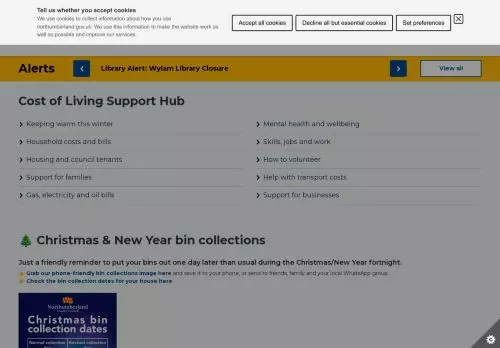 Tell us whether you accept cookies
We use cookies to collect information about how you use
northumberland.gov.uk. We use this information to make the website work as
well as possible and improve our services.
Accept all cookies
Decline all but essential cookies
Set preferences
Alerts
Library Alert: Wylam Library Closure
View all
Cost of Living Support Hub
Keeping warm this winter
Mental health and wellbeing
Household costs and bills
Skills, jobs and work
Housing and council tenants
How to volunteer
Support for families
Help with transport costs
Gas, electricity and oil bills
Support for businesses
🎄 Christmas & New Year bin collections
Just a friendly reminder to put your bins out one day later than usual during the Christmas/New Year fortnight.
👉 Grab our phone-friendly bin collections image here and save it to your phone, or send to friends, family and your local WhatsApp group.
👉 Check the bin collection dates for your house here
Northumberland
County Council
Christmas bin
collection dates
Normal collection
Revised collection